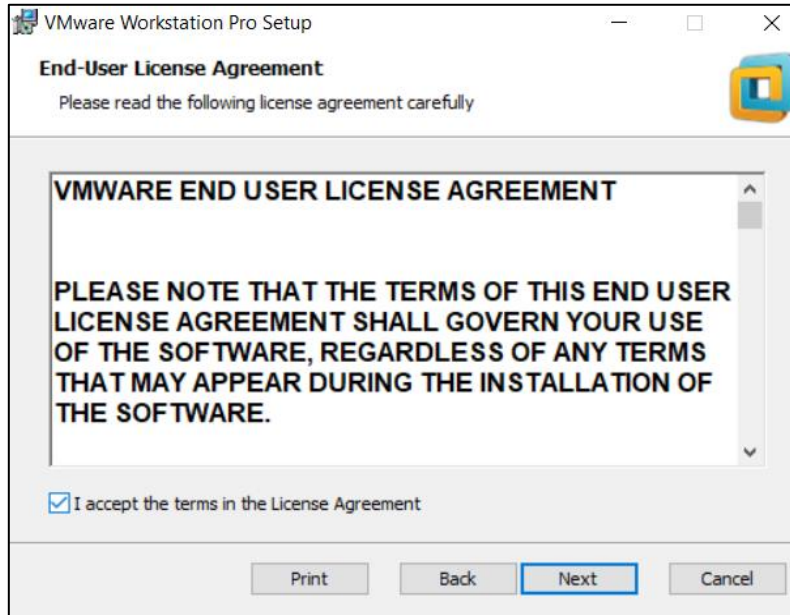 VMware Workstation Pro Setup
End-User License Agreement
Please read the following license agreement carefully
VMWARE END USER LICENSE AGREEMENT
PLEASE NOTE THAT THE TERMS OF THIS END USER
LICENSE AGREEMENT SHALL GOVERN YOUR USE
OF THE SOFTWARE, REGARDLESS OF ANY TERMS
THAT MAY APPEAR DURING THE INSTALLATION OF
THE SOFTWARE.
I accept the terms in the License Agreement
Print Back Next Cancel